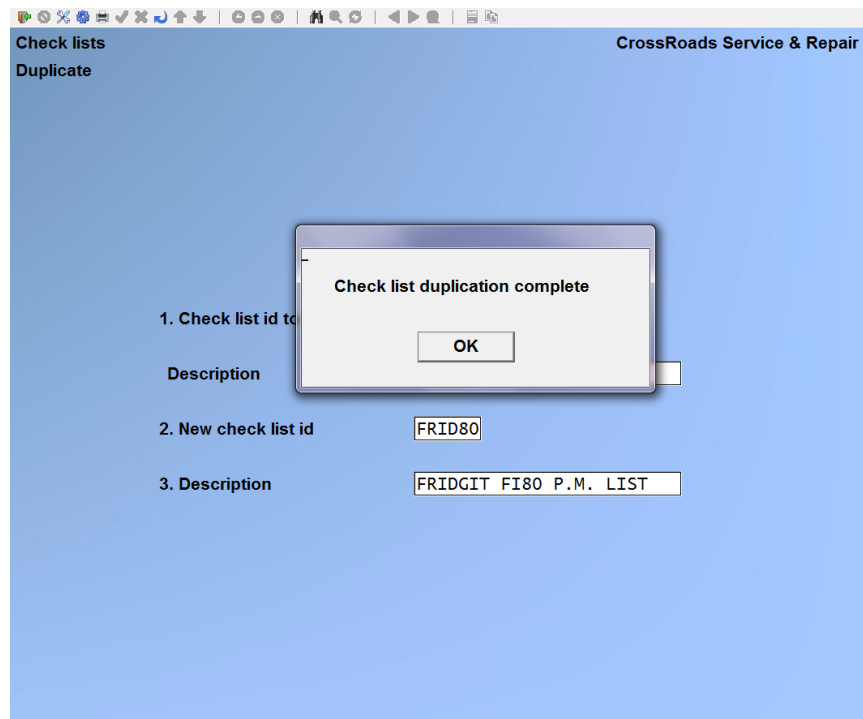 Check lists
CrossRoads Service & Repair
Duplicate
Check list duplication complete
OK
1. Check list id to
Description
2. New check list id
FRID80
3. Description
FRIDGIT FI80 P.M. LIST